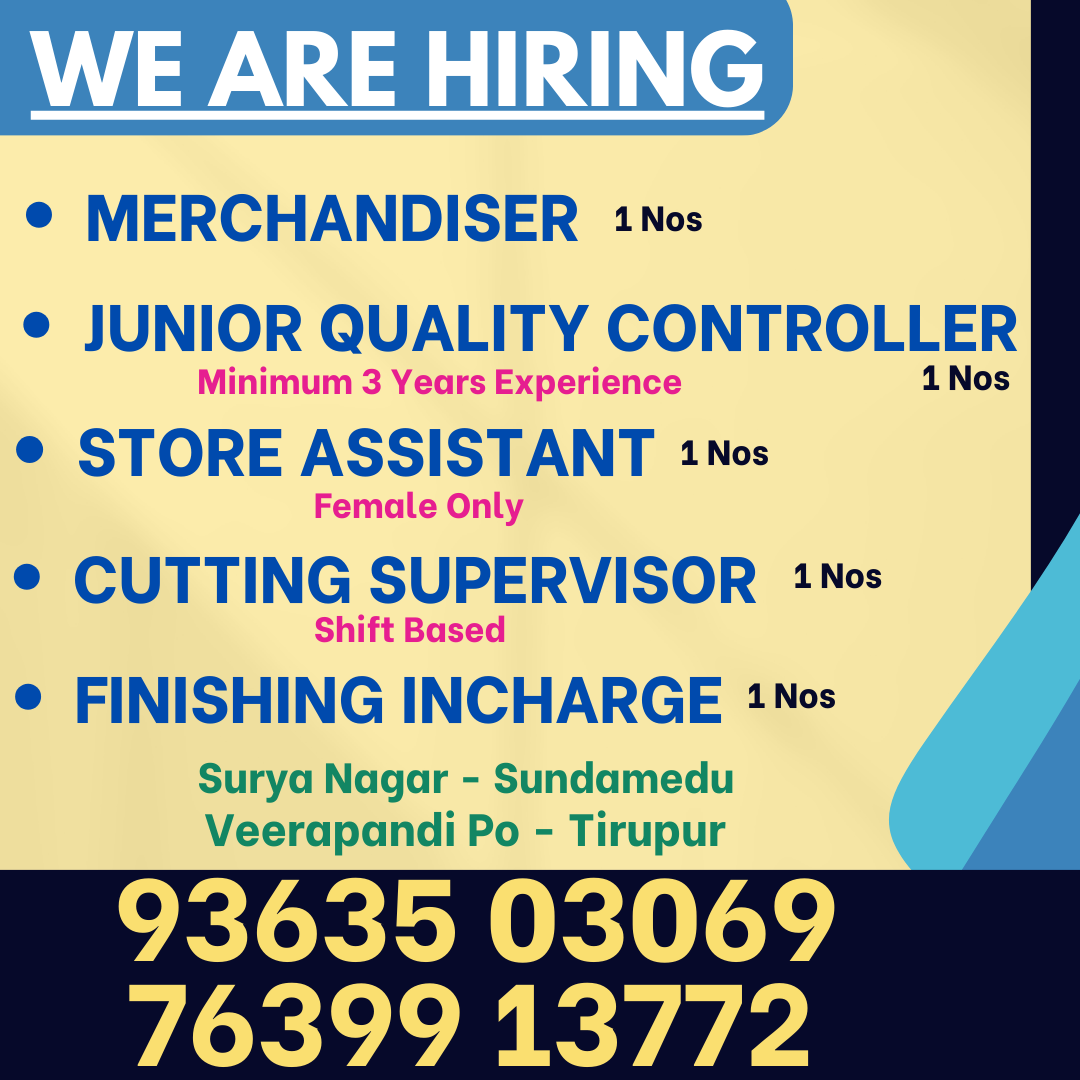 WE ARE HIRING
• MERCHANDISER 1 Nos
• JUNIOR QUALITY CONTROLLER
Minimum 3 Years Experience 1 Nos
• STORE ASSISTANT 1 Nos
Female Only
• CUTTING SUPERVISOR 1 Nos
Shift Based
• FINISHING INCHARGE 1 Nos
Surya Nagar - Sundamedu
Veerapandi Po - Tirupur
93635 03069
76399 13772